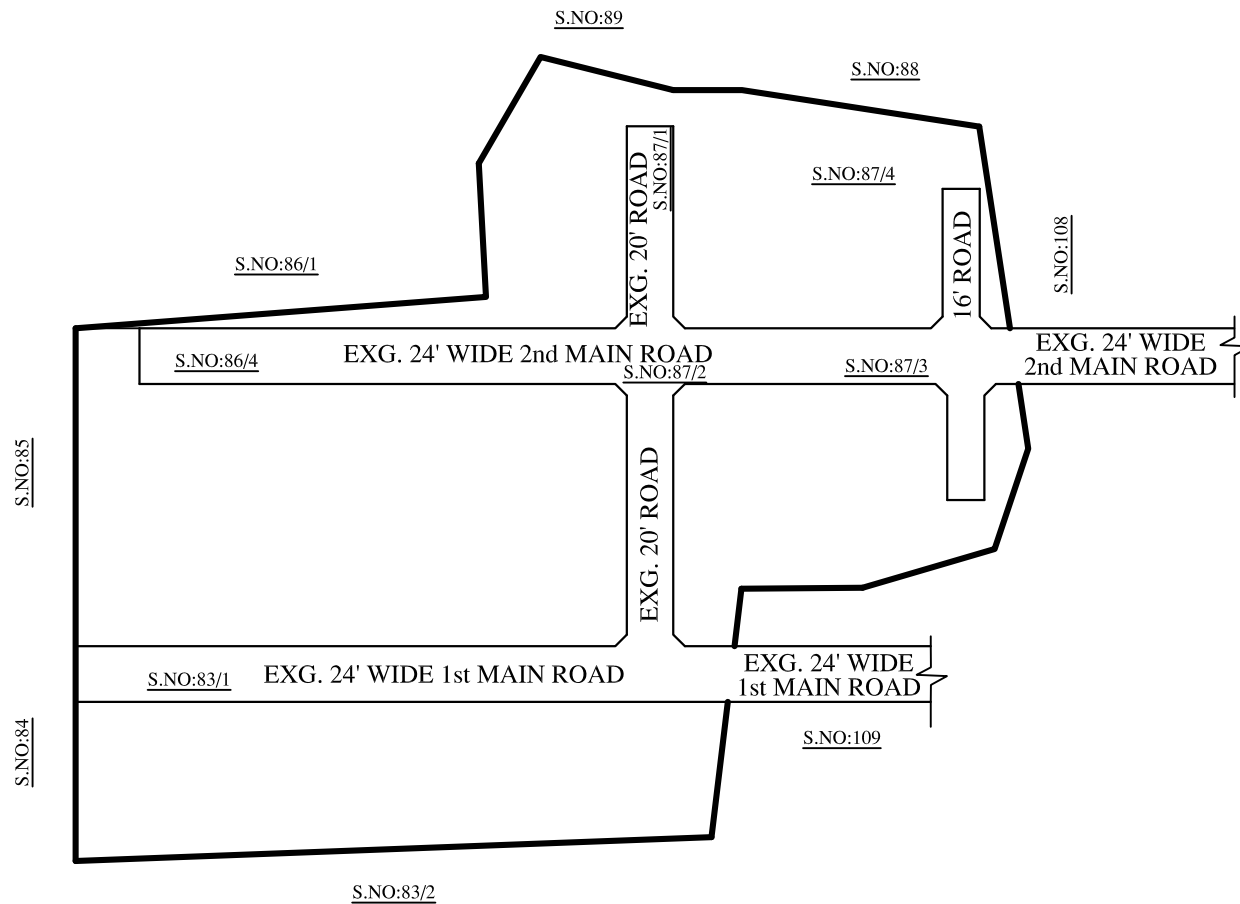 S.NO:89
S.NO:88
S.NO:87/1
EXG. 20' ROAD
S.NO:87/4
S.NO:108
16' ROAD
S.NO:86/1
EXG. 24' WIDE 2nd MAIN ROAD
S.NO:86/4
S.NO:87/2
S.NO:87/3
EXG. 24' WIDE
2nd MAIN ROAD
S.NO:85
EXG. 20' ROAD
S.NO:83/1
EXG. 24' WIDE 1st MAIN ROAD
EXG. 24' WIDE
1st MAIN ROAD
S.NO:84
S.NO:109
S.NO:83/2